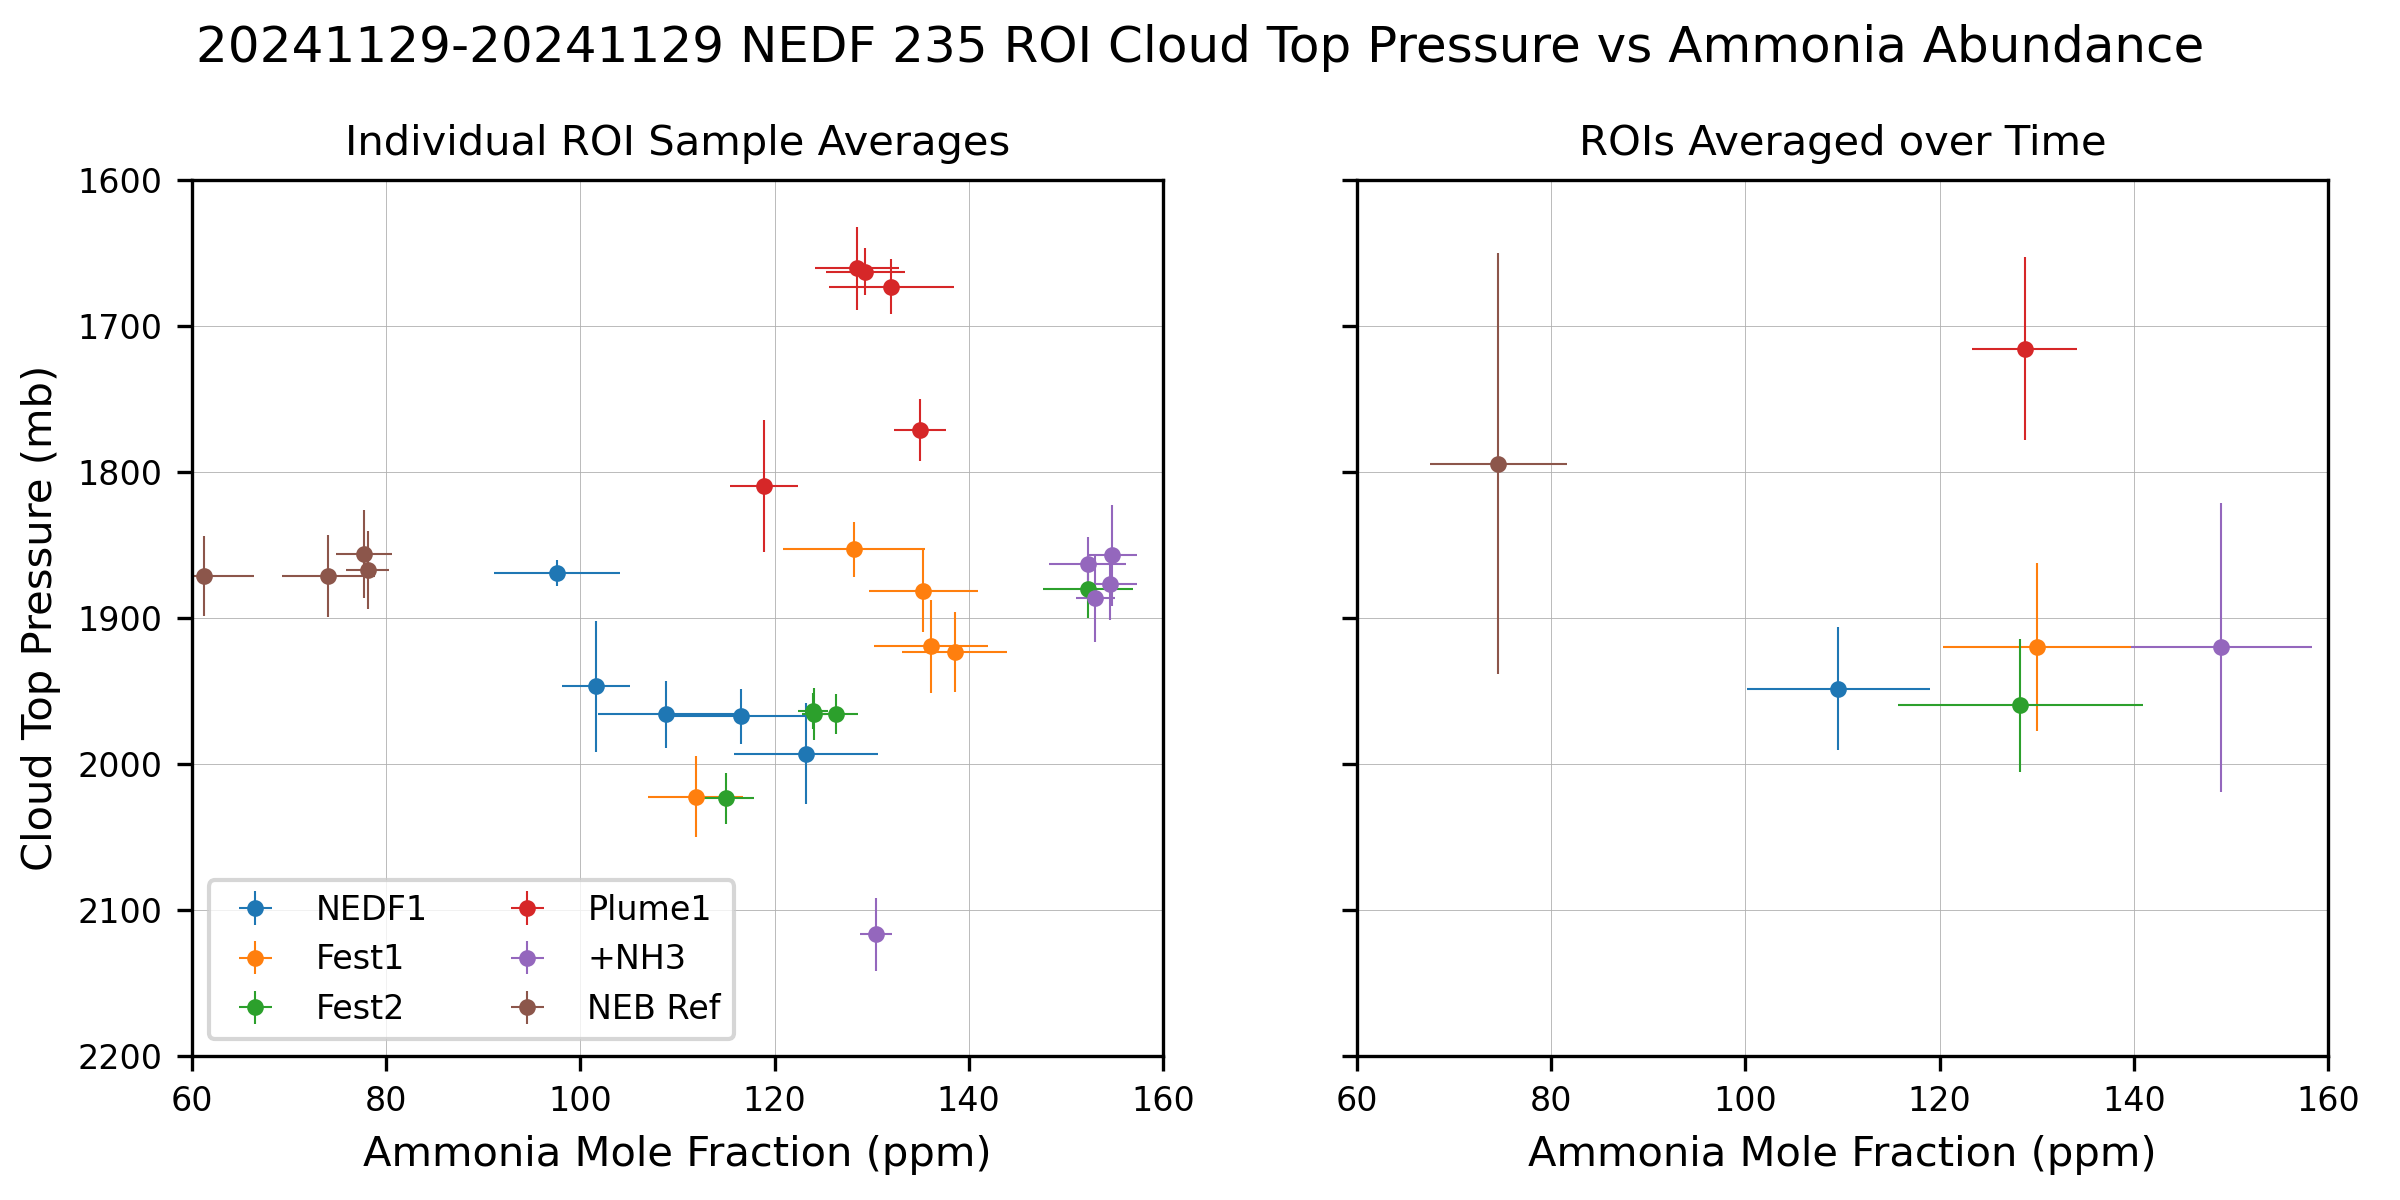 20241129-20241129 NEDF 235 ROI Cloud Top Pressure vs Ammonia Abundance
Individual ROI Sample Averages
ROIs Averaged over Time
Cloud Top Pressure (mb)
1600
1700
1800
1900
2000
2100
2200
NEDF1
Fest1
Fest2
Plume1
+NH3
NEB Ref
60 80 100 120 140 160
60 80 100 120 140 160
Ammonia Mole Fraction (ppm)
Ammonia Mole Fraction (ppm)